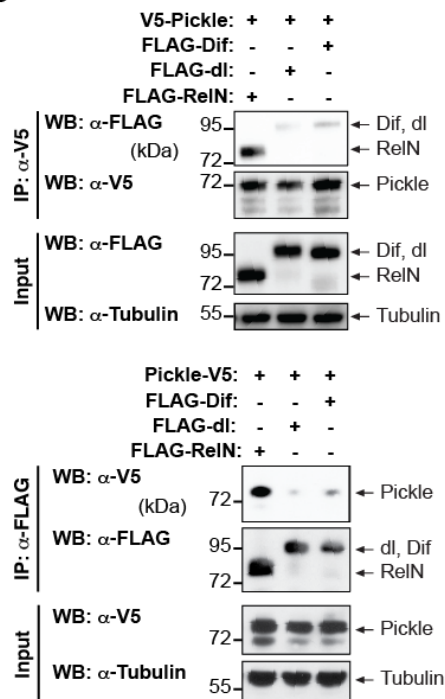 V5-Pickle: + + +
FLAG-Dif: - - +
FLAG-dl: - + -
FLAG-RelN: + - -
IP: α-V5
WB: α-FLAG 95 Dif, dl
(kDa) 72 RelN
WB: α-V5 72 Pickle
Input
WB: α-FLAG 95 Dif, dl
72 RelN
WB: α-Tubulin 55 Tubulin
Pickle-V5: + + +
FLAG-Dif: - - +
FLAG-dl: - + -
FLAG-RelN: + - -
IP: α-FLAG
WB: α-V5
(kDa) 72 Pickle
WB: α-FLAG 95 dl, Dif
72 RelN
Input
WB: α-V5 72 Pickle
WB: α-Tubulin 55 Tubulin